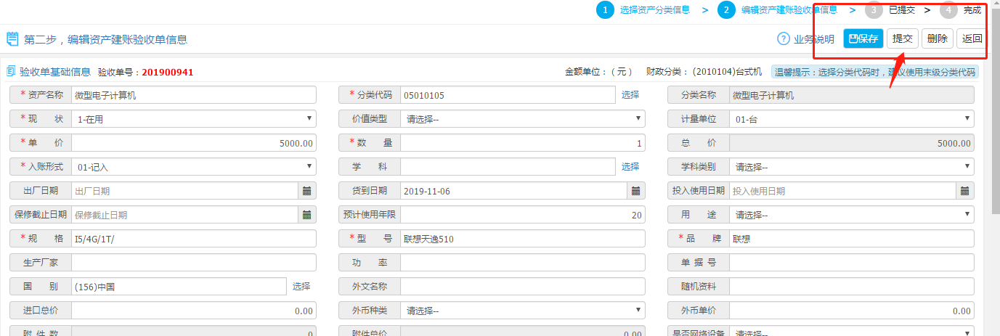 1 选择资产分类信息 > 2 编辑资产建账验收单信息 > 3 已提交 > 4 完成
第二步，编辑资产建账验收单信息 ? 业务说明 保存 提交 删除 返回
验收单基础信息 验收单号：201900941 金额单位：（元） 财政分类： (2010104)台式机 温馨提示：选择分类代码时，建议使用末级分类代码
* 资产名称 微型电子计算机 * 分类代码 05010105 选择 分类名称 微型电子计算机
* 现 状 1-在用 价值类型 请选择-- 计量单位 01-台
* 单 价 5000.00 * 数 量 1 总 价 5000.00
* 入账形式 01-记入 学 科 选择 学科类别 请选择--
出厂日期 出厂日期 货到日期 2019-11-06 投入使用日期 投入使用日期
保修截止日期 保修截止日期 预计使用年限 20 用 途 请选择--
* 规 格 I5/4G/1T/ * 型 号 联想天逸510 * 品 牌 联想
生产厂家 功 率 单 据 号
国 别 (156)中国 选择 外文名称 随机资料
进口总价 0.00 外币种类 请选择-- 外币单价 0.00
附 件 数 0 附件总价 0.00 是否网络设备 请选择--